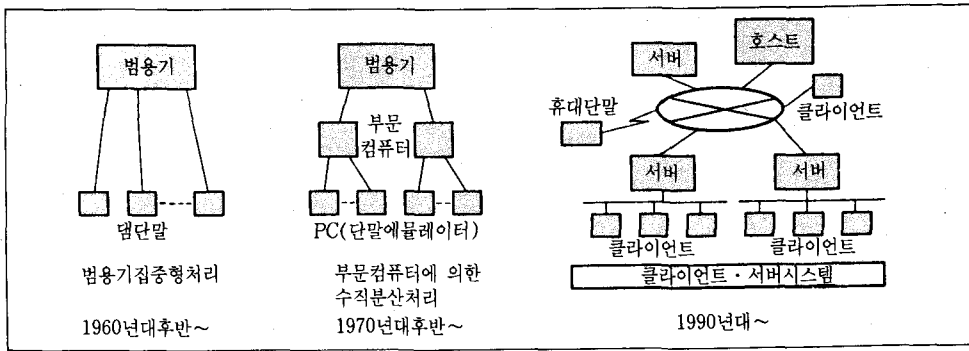 범용기
댐단말
범용기집중형처리
1960년대후반~
범용기
부문
컴퓨터
PC(단말에뮬레이터)
부문컴퓨터에 의한
수직분산처리
1970년대후반~
호스트
서버
휴대단말
클라이언트
서버
서버
클라이언트
클라이언트
클라이언트·서버시스템
1990년대~